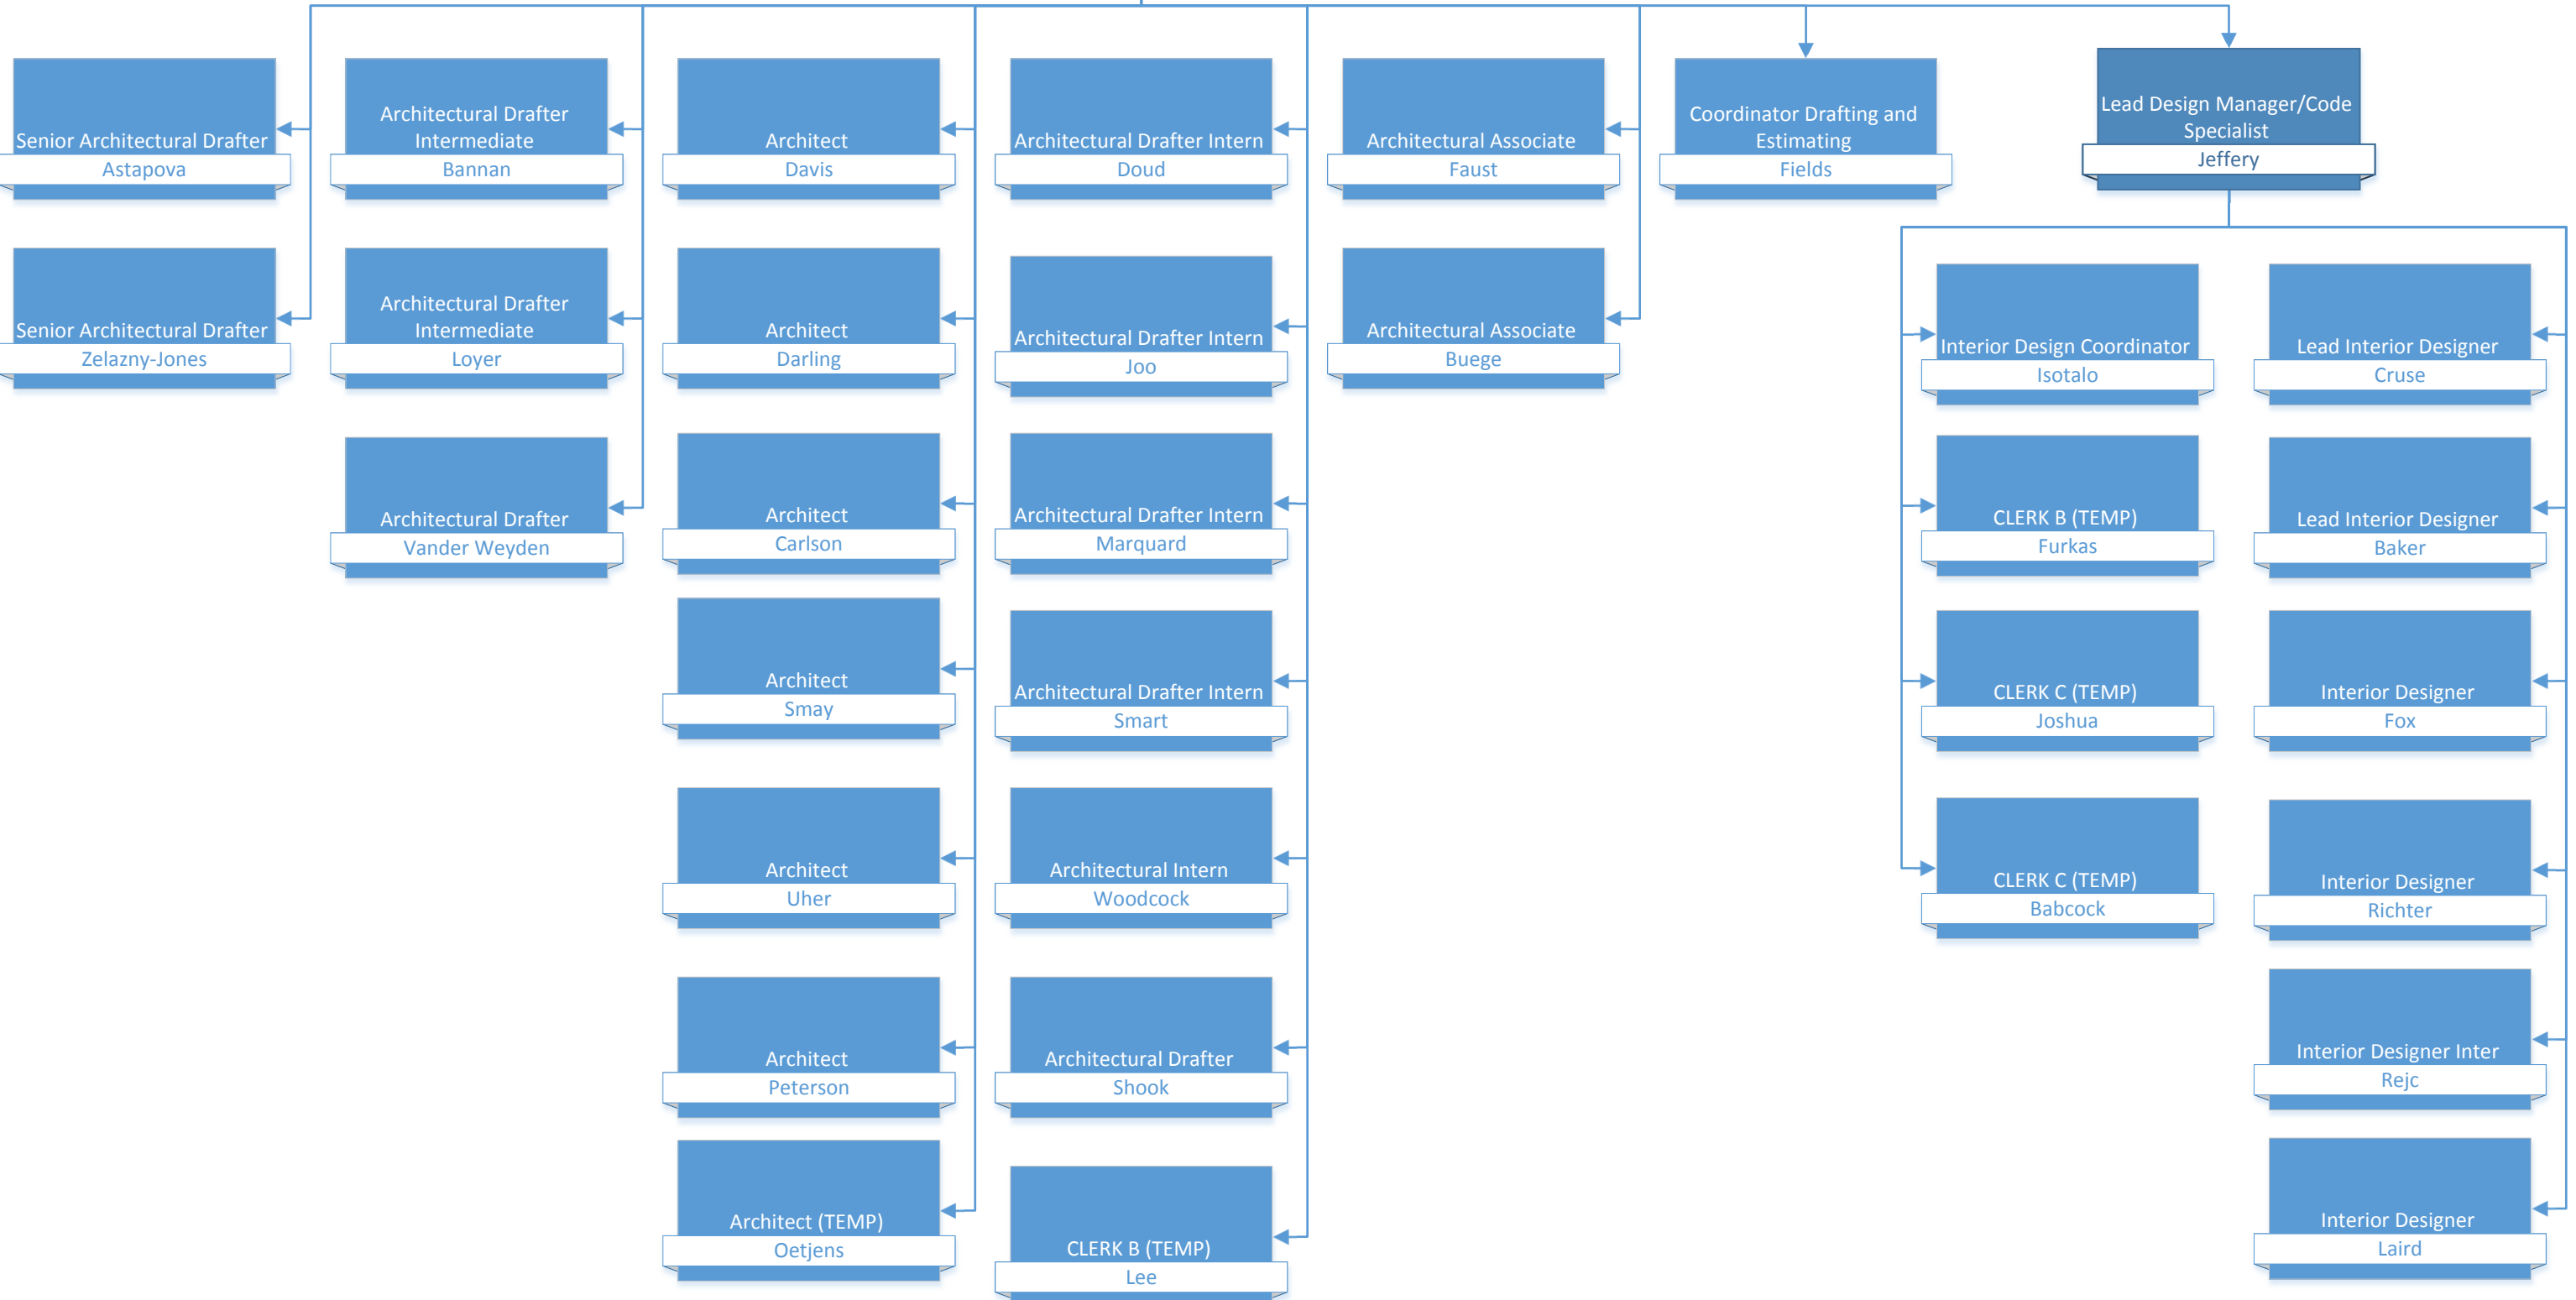 Senior Architectural Drafter
Astapova
Architectural Drafter
Intermediate
Bannan
Architect
Davis
Architectural Drafter Intern
Doud
Architectural Associate
Faust
Coordinator Drafting and
Estimating
Fields
Lead Design Manager/Code
Specialist
Jeffery
Senior Architectural Drafter
Zelazny-Jones
Architectural Drafter
Intermediate
Loyer
Architect
Darling
Architectural Drafter Intern
Joo
Architectural Associate
Buege
Interior Design Coordinator
Isotalo
Lead Interior Designer
Cruse
Architectural Drafter
Vander Weyden
Architect
Carlson
Architectural Drafter Intern
Marquard
CLERK B (TEMP)
Furkas
Lead Interior Designer
Baker
Architect
Smay
Architectural Drafter Intern
Smart
CLERK C (TEMP)
Joshua
Interior Designer
Fox
Architect
Uher
Architectural Intern
Woodcock
CLERK C (TEMP)
Babcock
Interior Designer
Richter
Architect
Peterson
Architectural Drafter
Shook
Interior Designer Inter
Rejc
Architect (TEMP)
Oetjens
CLERK B (TEMP)
Lee
Interior Designer
Laird